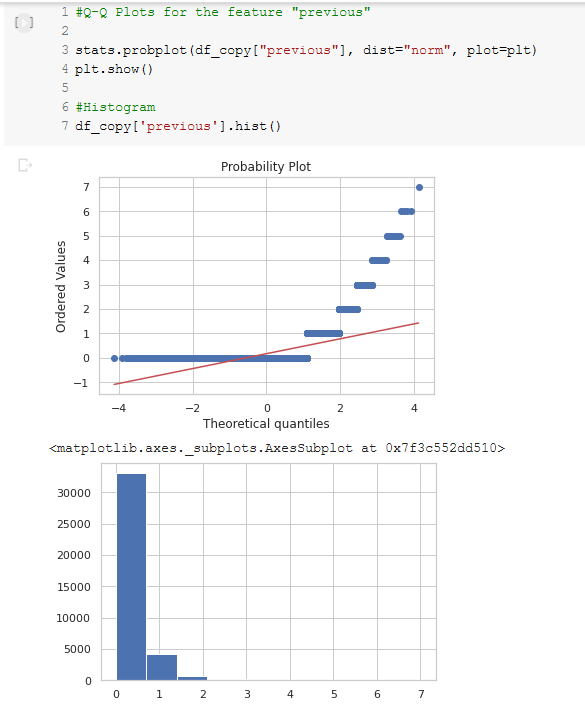 1 #Q-Q Plots for the feature "previous"
2
3 stats.probplot(df_copy["previous"], dist="norm", plot=plt)
4 plt.show()
5
6 #Histogram
7 df_copy['previous'].hist()
Probability Plot
7
6
5
4
3
2
1
0
−1
Ordered Values
−4 −2 0 2 4
Theoretical quantiles
<matplotlib.axes._subplots.AxesSubplot at 0x7f3c552dd510>
30000
25000
20000
15000
10000
5000
0
0 1 2 3 4 5 6 7